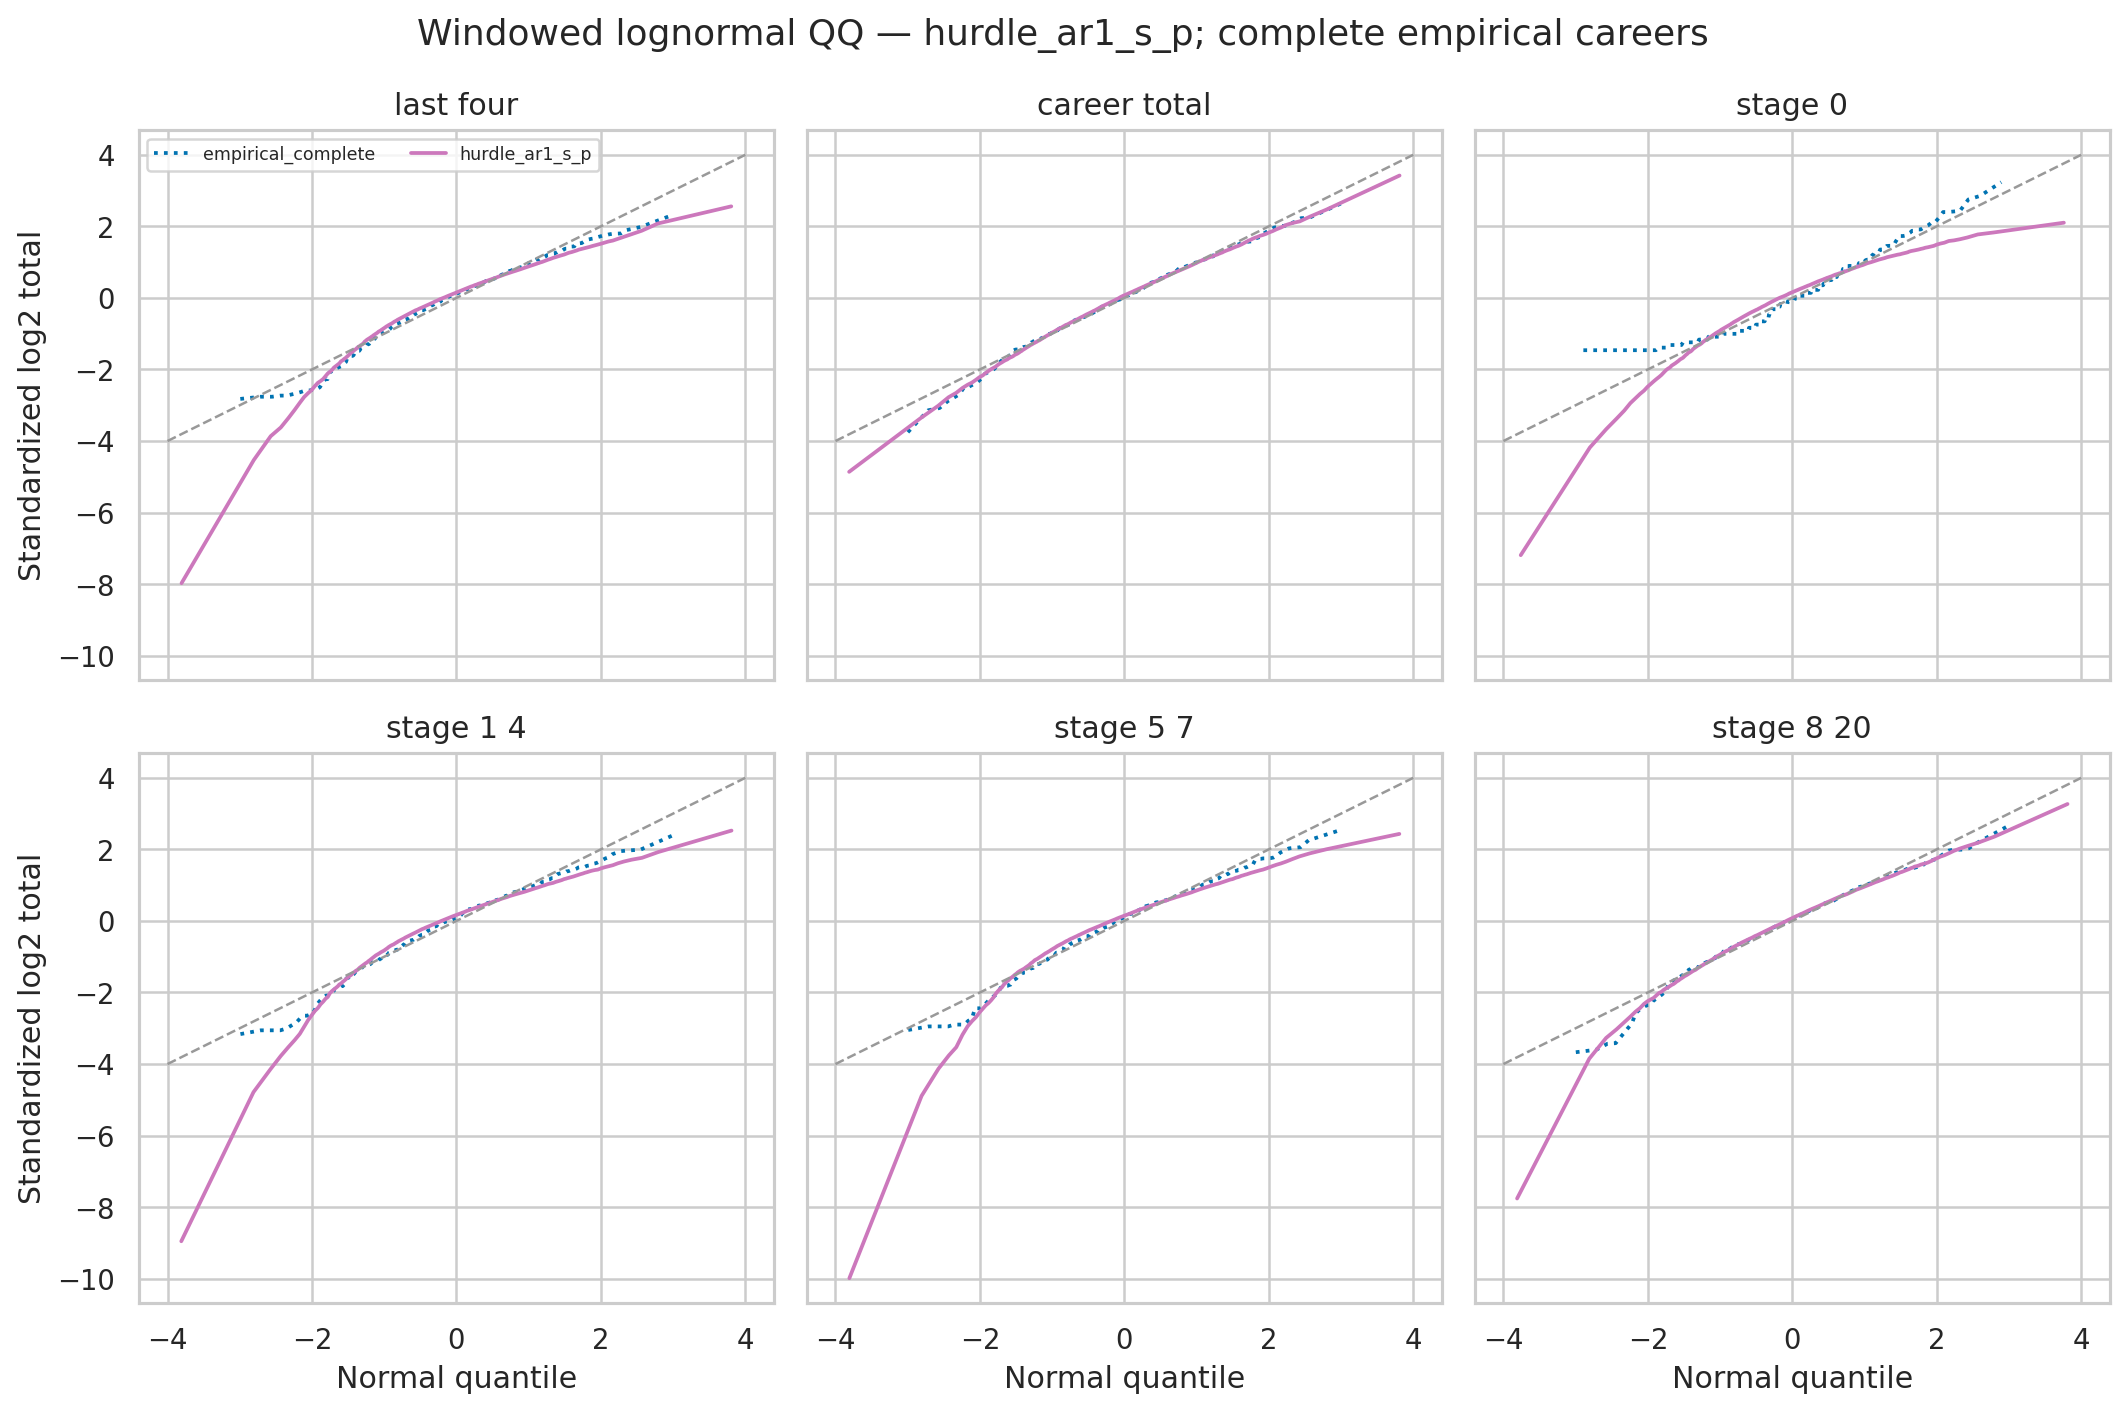 Windowed lognormal QQ — hurdle_ar1_s_p; complete empirical careers
last four
career total
stage 0
empirical_complete
hurdle_ar1_s_p
Standardized log2 total
4
2
0
−2
−4
−6
−8
−10
stage 1 4
stage 5 7
stage 8 20
Standardized log2 total
4
2
0
−2
−4
−6
−8
−10
−4 −2 0 2 4
−4 −2 0 2 4
−4 −2 0 2 4
Normal quantile
Normal quantile
Normal quantile